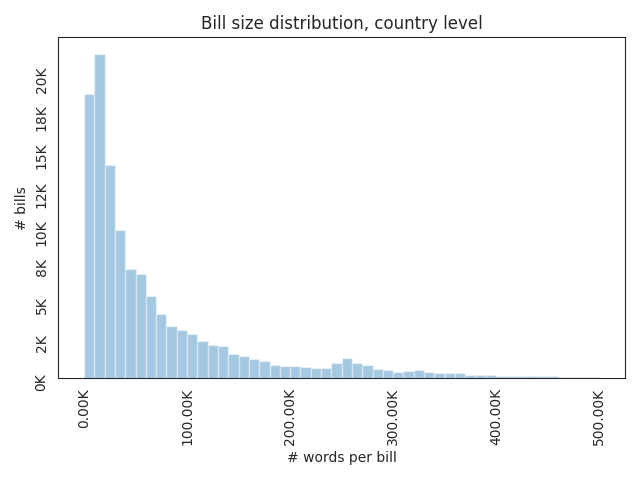 Bill size distribution, country level
# bills
20K
18K
15K
12K
10K
8K
5K
2K
0K
0.00K
100.00K
200.00K
300.00K
400.00K
500.00K
# words per bill